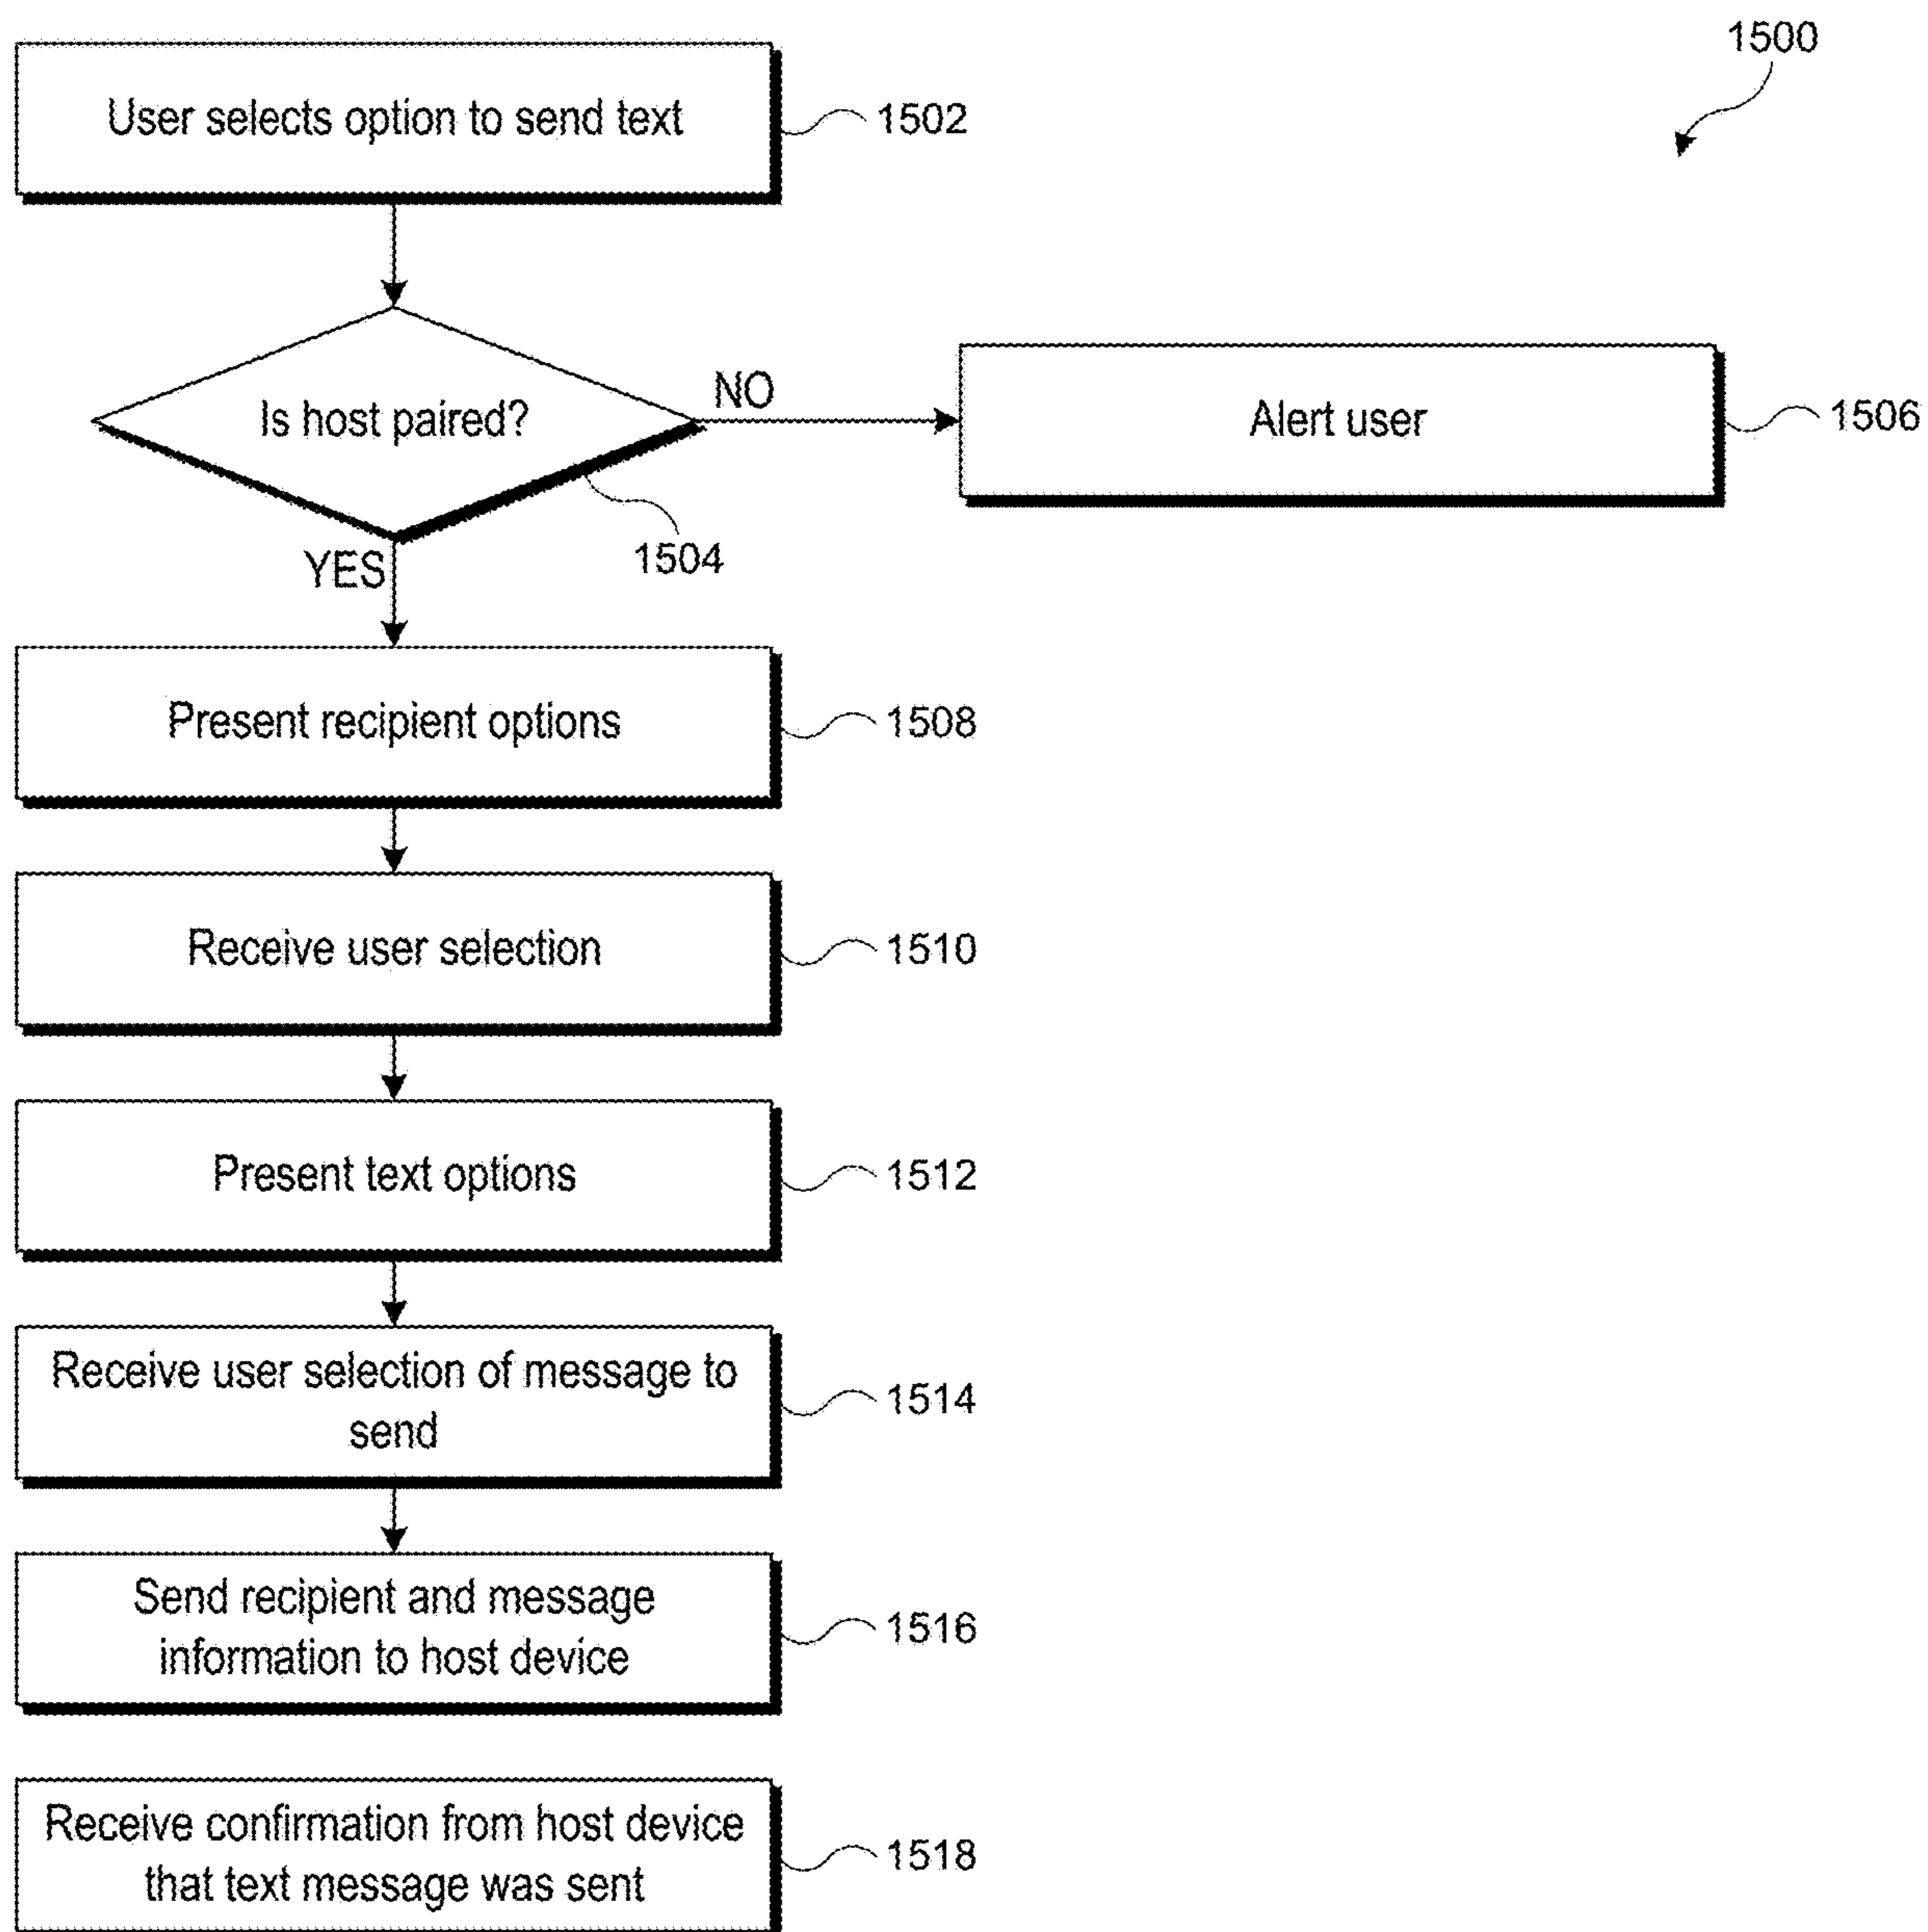 1500
User selects option to send text
1502
Is host paired?
NO
Alert user
1506
YES
1504
Present recipient options
1508
Receive user selection
1510
Present text options
1512
Receive user selection of message to
send
1514
Send recipient and message
information to host device
1516
Receive confirmation from host device
that text message was sent
1518